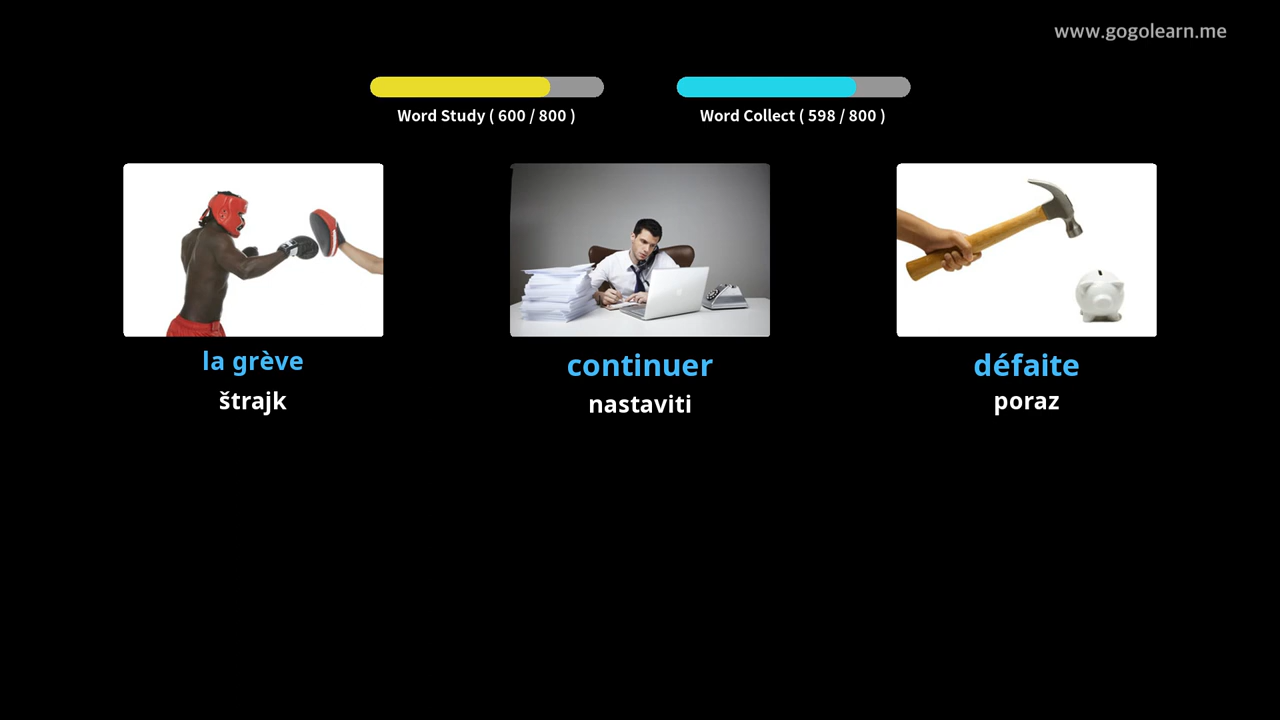 www.gogolearn.me
Word Study ( 600 / 800 )
Word Collect ( 598 / 800 )
la grève
štrajk
continuer
nastaviti
défaite
poraz